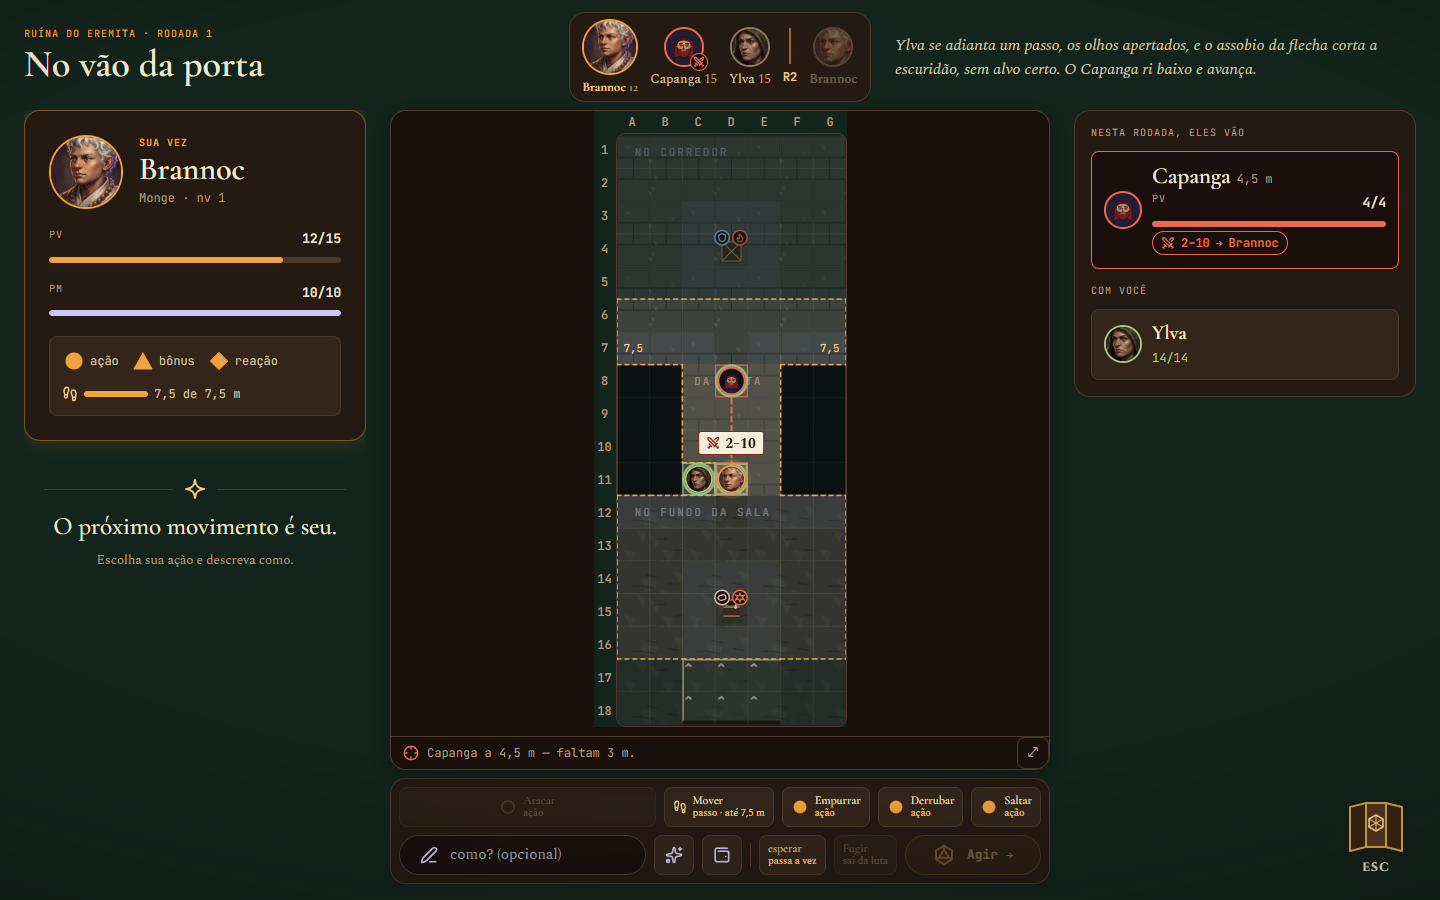 RUÍNA DO EREMITA · RODADA 1
No vão da porta
Brannoc 12
Capanga 15
Ylva 15
R2
Brannoc
Ylva se adianta um passo, os olhos apertados, e o assobio da flecha corta a
escuridão, sem alvo certo. O Capanga ri baixo e avança.
SUA VEZ
Brannoc
Monge · nv 1
PV 12/15
PM 10/10
ação bônus reação
7,5 de 7,5 m
O próximo movimento é seu.
Escolha sua ação e descreva como.
A B C D E F G
1
NO CORREDOR
2
3
4
5
6
7
7,5 7,5
8
9
10
2–10
11
12
NO FUNDO DA SALA
13
14
15
16
17
18
Capanga a 4,5 m — faltam 3 m.
Atacar
ação
Mover
passo · até 7,5 m
Empurrar
ação
Derrubar
ação
Saltar
ação
como? (opcional)
esperar
passa a vez
Fugir
sai da luta
Agir →
NESTA RODADA, ELES VÃO
Capanga 4,5 m
PV 4/4
2–10 → Brannoc
COM VOCÊ
Ylva
14/14
ESC